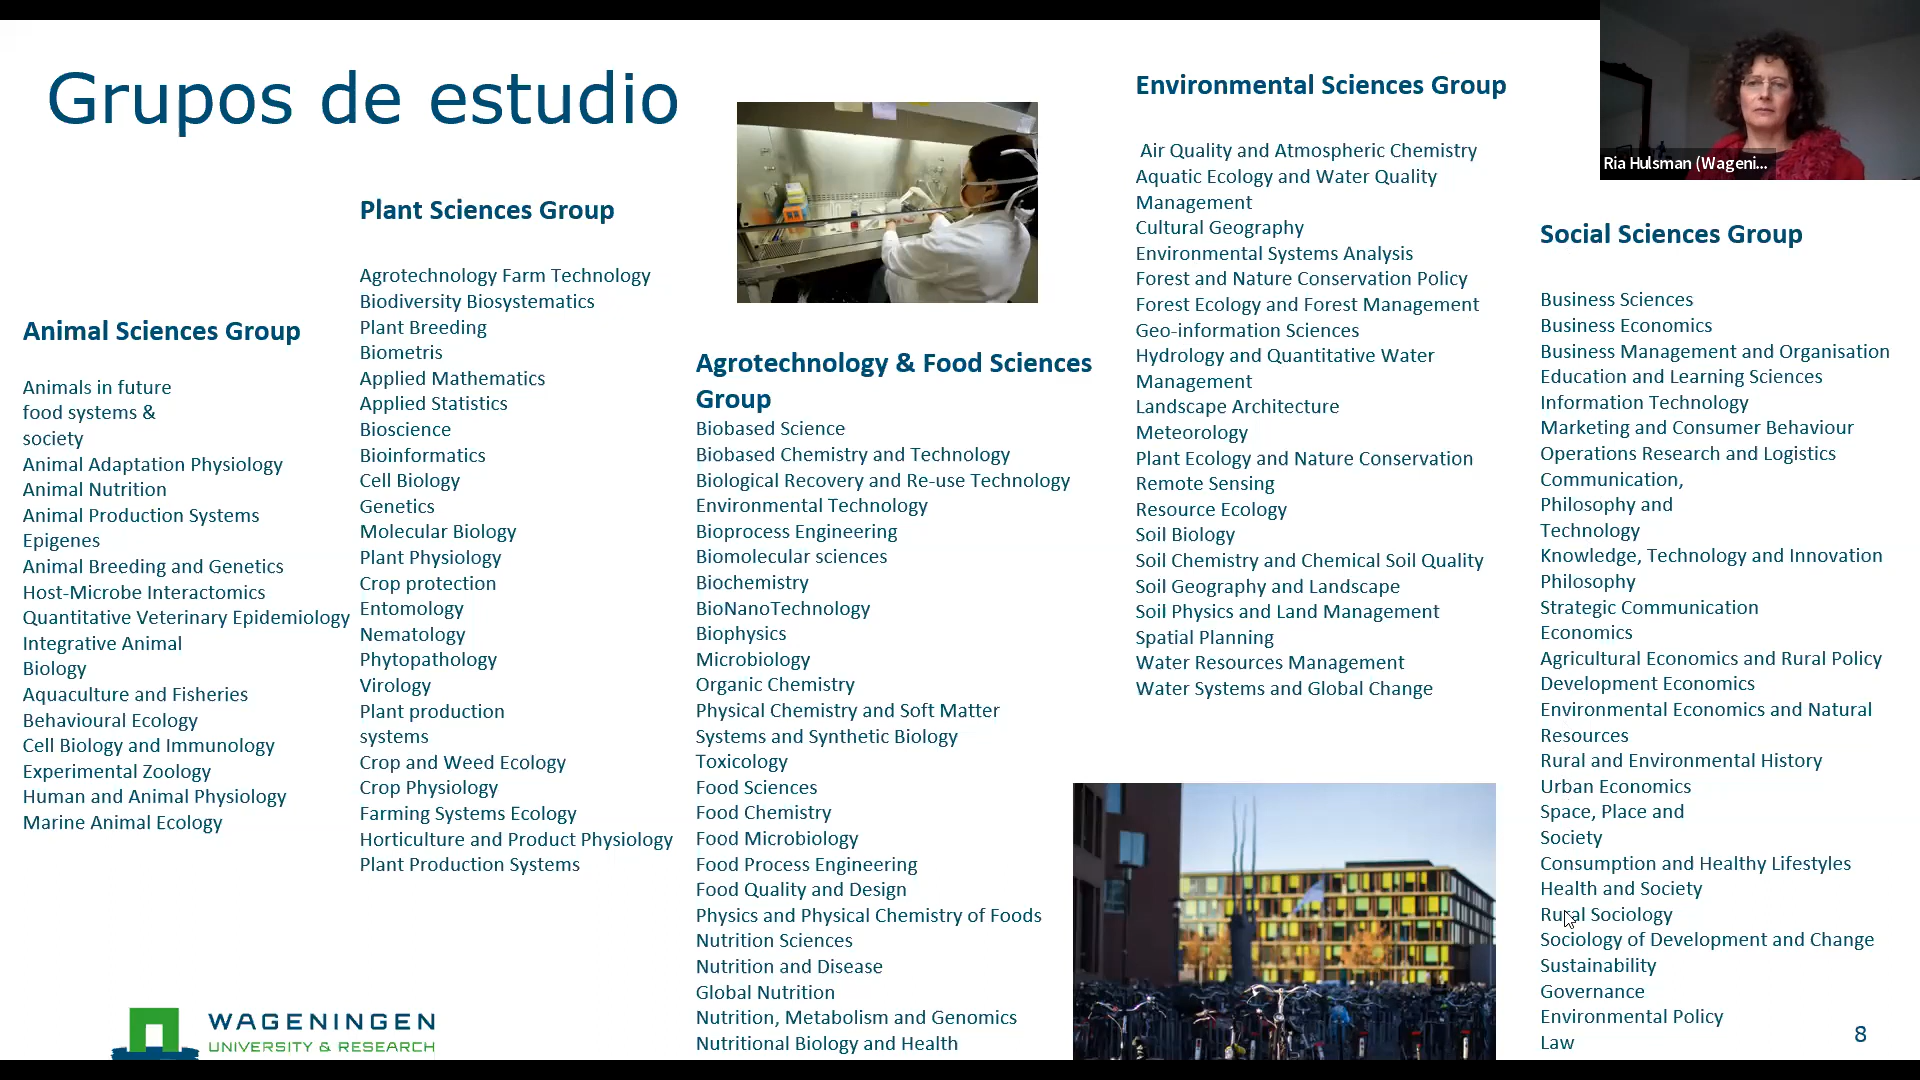 Grupos de estudio
Animal Sciences Group
Animals in future
food systems &
society
Animal Adaptation Physiology
Animal Nutrition
Animal Production Systems
Epigenes
Animal Breeding and Genetics
Host-Microbe Interactomics
Quantitative Veterinary Epidemiology
Integrative Animal
Biology
Aquaculture and Fisheries
Behavioural Ecology
Cell Biology and Immunology
Experimental Zoology
Human and Animal Physiology
Marine Animal Ecology
Plant Sciences Group
Agrotechnology Farm Technology
Biodiversity Biosystematics
Plant Breeding
Biometris
Applied Mathematics
Applied Statistics
Bioscience
Bioinformatics
Cell Biology
Genetics
Molecular Biology
Plant Physiology
Crop protection
Entomology
Nematology
Phytopathology
Virology
Plant production
systems
Crop and Weed Ecology
Crop Physiology
Farming Systems Ecology
Horticulture and Product Physiology
Plant Production Systems
Agrotechnology & Food Sciences
Group
Biobased Science
Biobased Chemistry and Technology
Biological Recovery and Re-use Technology
Environmental Technology
Bioprocess Engineering
Biomolecular sciences
Biochemistry
BioNanoTechnology
Biophysics
Microbiology
Organic Chemistry
Physical Chemistry and Soft Matter
Systems and Synthetic Biology
Toxicology
Food Sciences
Food Chemistry
Food Microbiology
Food Process Engineering
Food Quality and Design
Physics and Physical Chemistry of Foods
Nutrition Sciences
Nutrition and Disease
Global Nutrition
Nutrition, Metabolism and Genomics
Nutritional Biology and Health
Environmental Sciences Group
Air Quality and Atmospheric Chemistry
Aquatic Ecology and Water Quality
Management
Cultural Geography
Environmental Systems Analysis
Forest and Nature Conservation Policy
Forest Ecology and Forest Management
Geo-information Sciences
Hydrology and Quantitative Water
Management
Landscape Architecture
Meteorology
Plant Ecology and Nature Conservation
Remote Sensing
Resource Ecology
Soil Biology
Soil Chemistry and Chemical Soil Quality
Soil Geography and Landscape
Soil Physics and Land Management
Spatial Planning
Water Resources Management
Water Systems and Global Change
Ria Hulsman (Wageni...
Social Sciences Group
Business Sciences
Business Economics
Business Management and Organisation
Education and Learning Sciences
Information Technology
Marketing and Consumer Behaviour
Operations Research and Logistics
Communication,
Philosophy and
Technology
Knowledge, Technology and Innovation
Philosophy
Strategic Communication
Economics
Agricultural Economics and Rural Policy
Development Economics
Environmental Economics and Natural
Resources
Rural and Environmental History
Urban Economics
Space, Place and
Society
Consumption and Healthy Lifestyles
Health and Society
Rural Sociology
Sociology of Development and Change
Sustainability
Governance
Environmental Policy
Law
WAGENINGEN
UNIVERSITY & RESEARCH
8